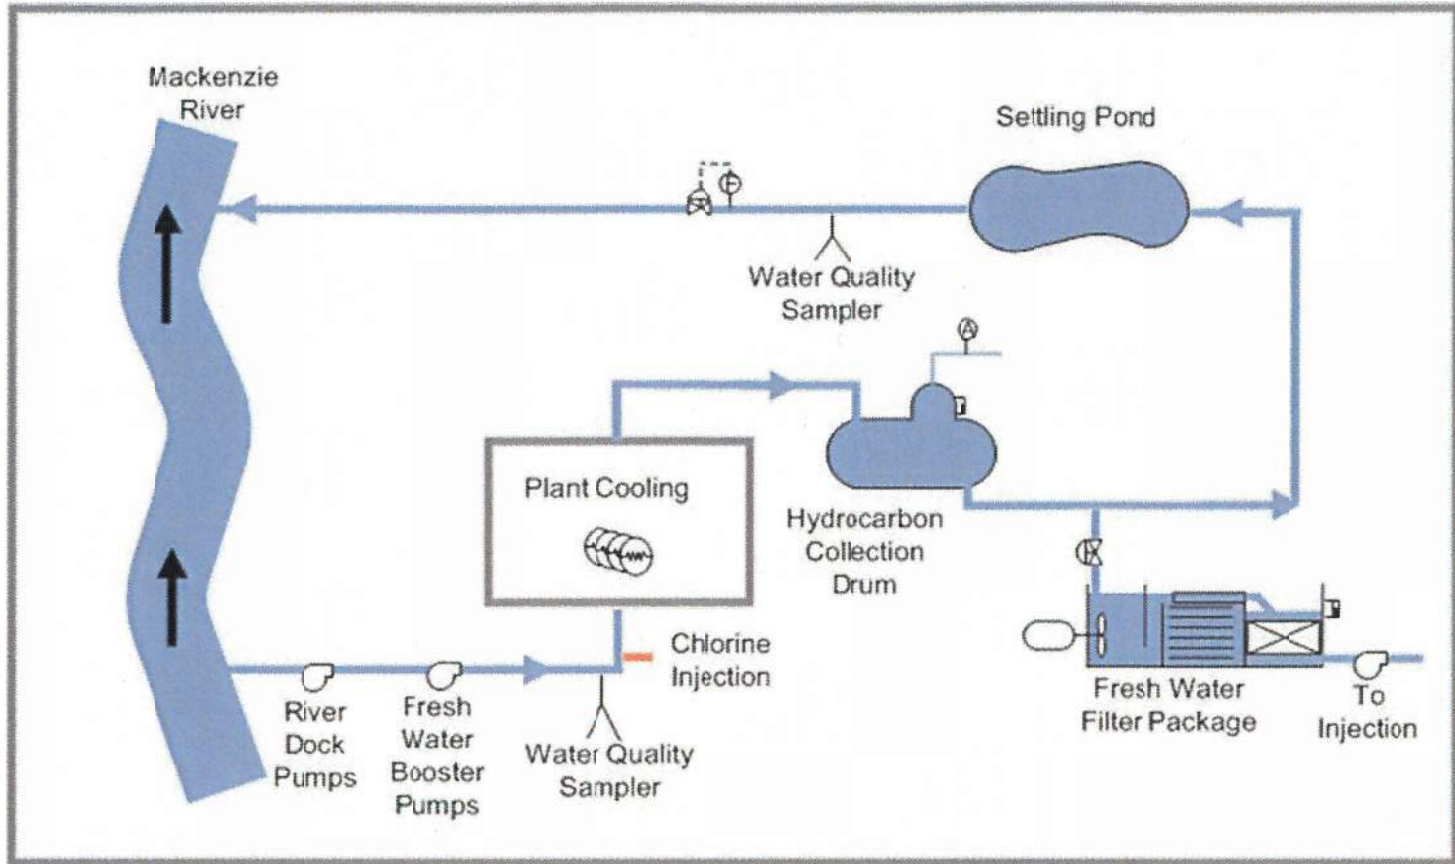 Mackenzie
River
Settling Pond
F
Water Quality
Sampler
A
Plant Cooling
Hydrocarbon
Collection
Drum
Chlorine
Injection
River
Dock
Pumps
Fresh
Water
Booster
Pumps
Water Quality
Sampler
Fresh Water
Filter Package
To
Injection